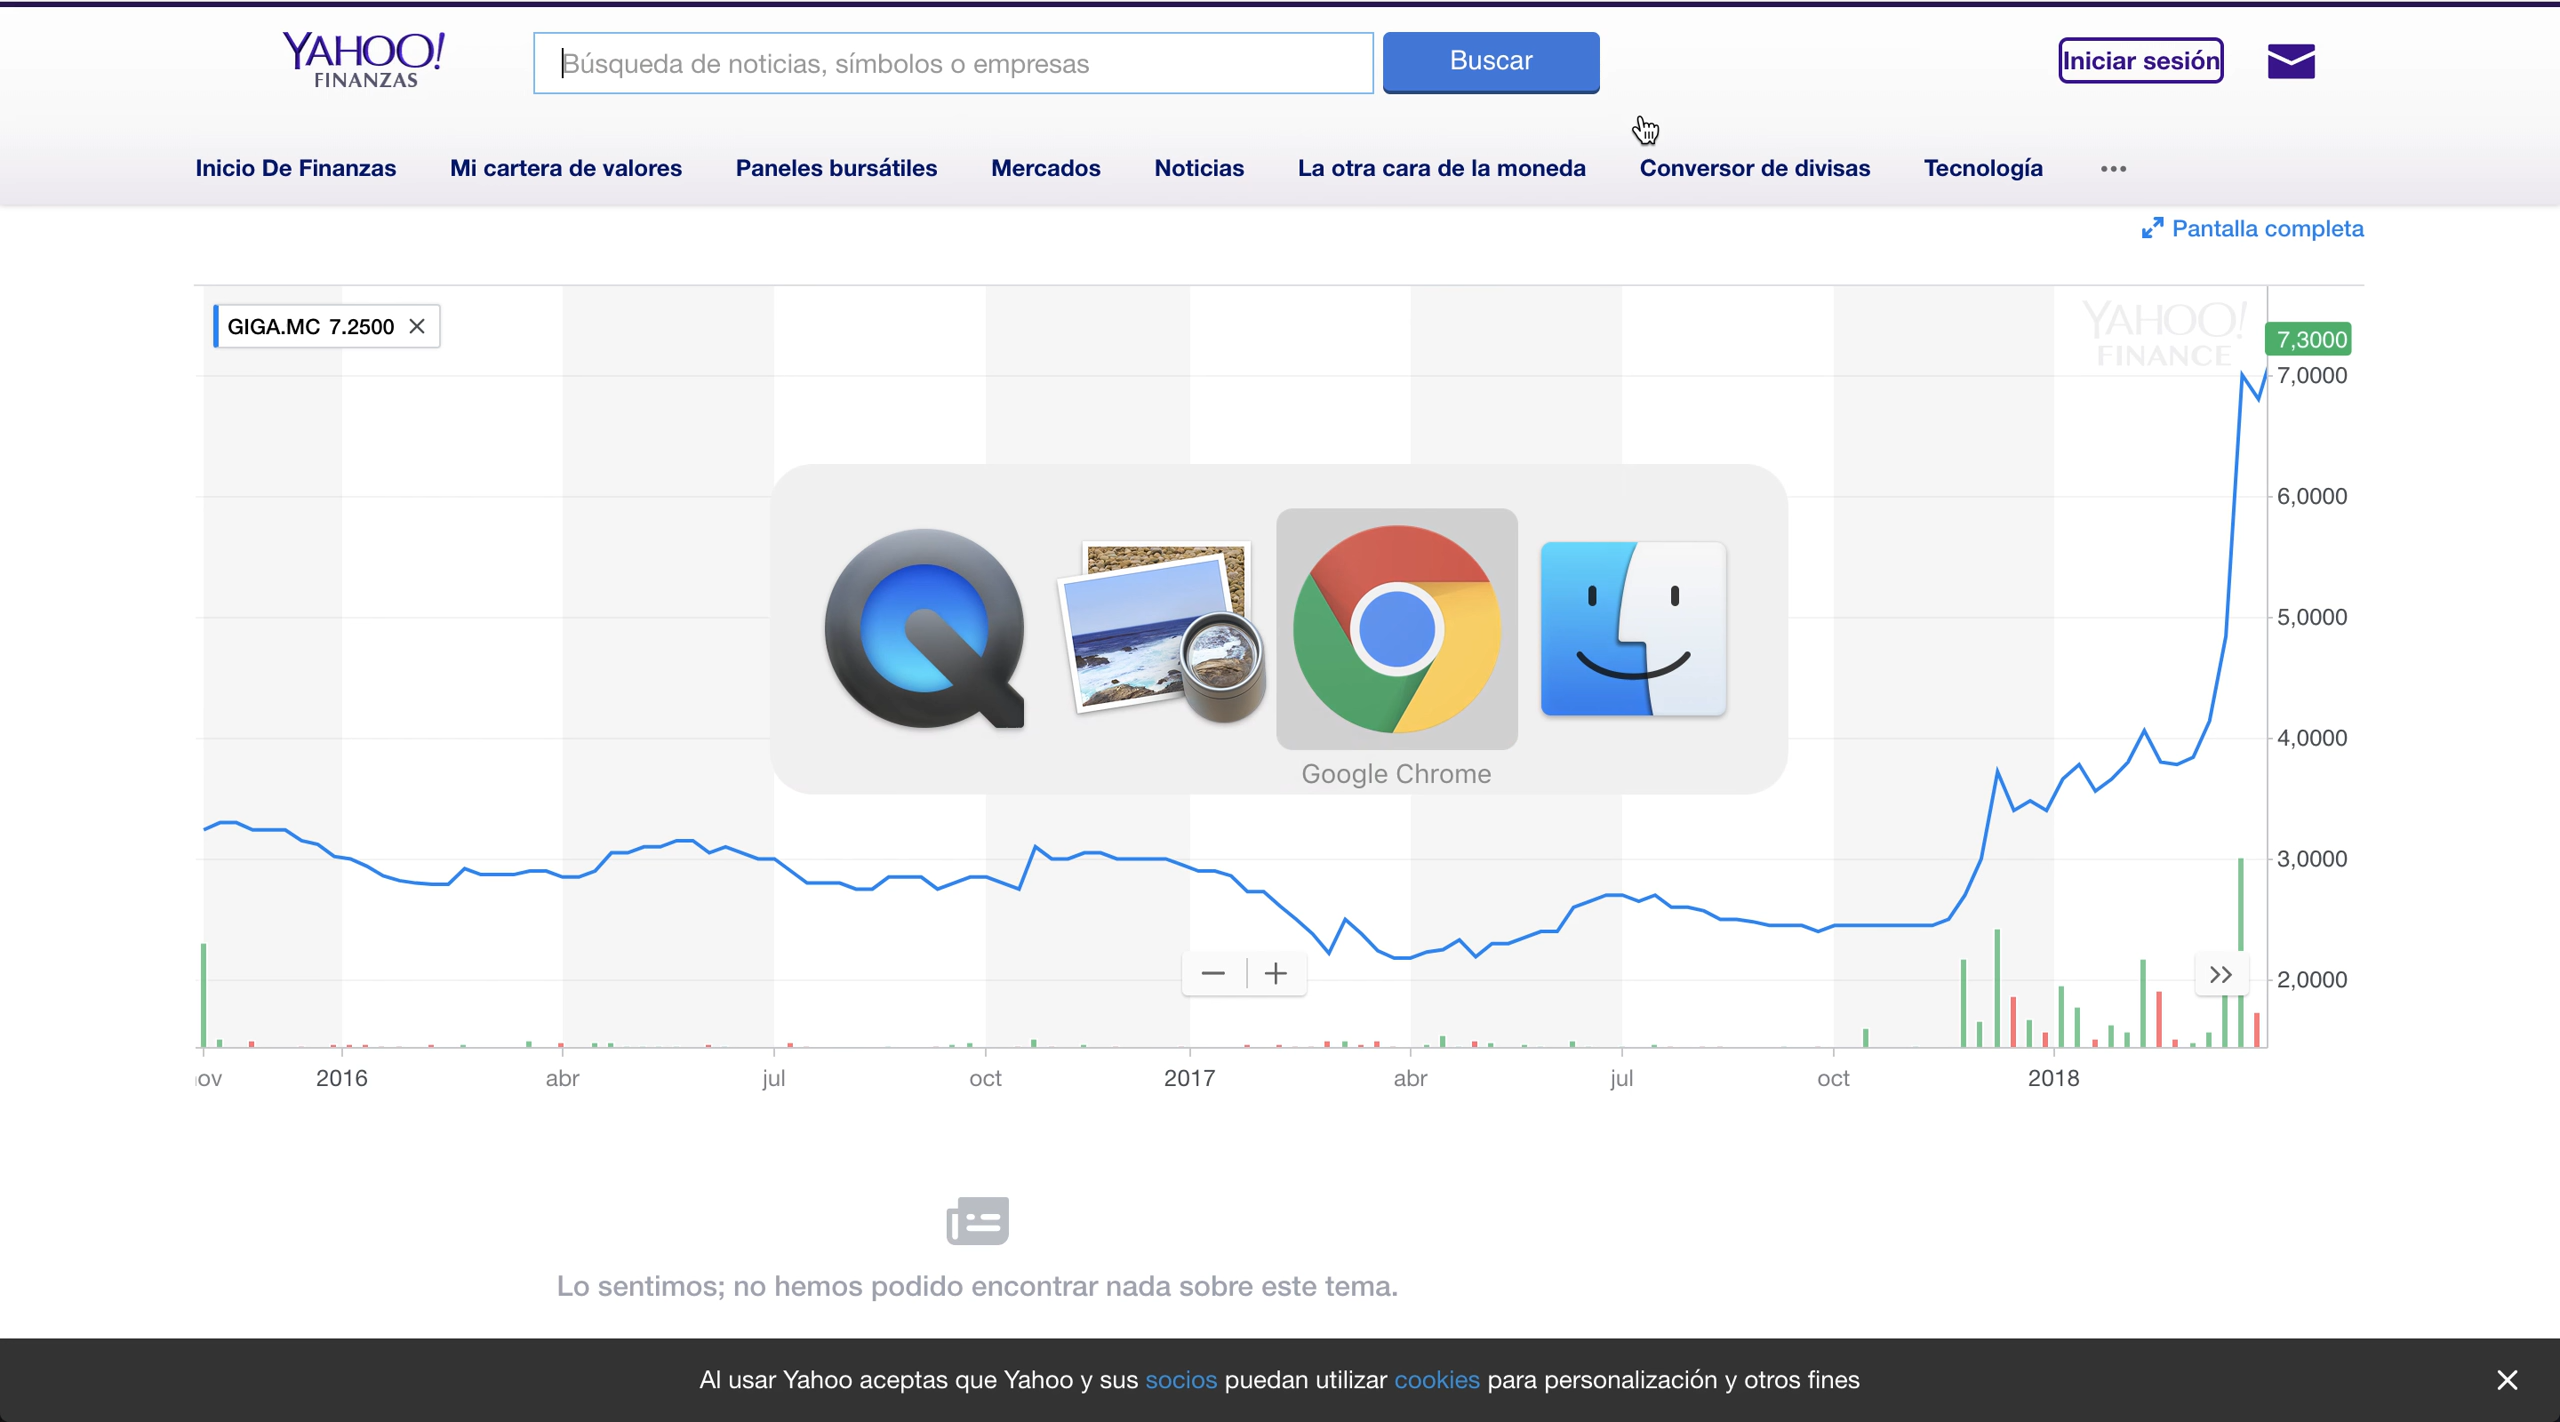 YAHOO!
FINANZAS
Búsqueda de noticias, símbolos o empresas
Buscar
Iniciar sesión
Inicio De Finanzas
Mi cartera de valores
Paneles bursátiles
Mercados
Noticias
La otra cara de la moneda
Conversor de divisas
Tecnología
Pantalla completa
GIGA.MC 7.2500
YAHOO!
FINANCE
7,3000
7,0000
6,0000
5,0000
4,0000
3,0000
2,0000
Google Chrome
ov 2016 abr jul oct 2017 abr jul oct 2018
Lo sentimos; no hemos podido encontrar nada sobre este tema.
Al usar Yahoo aceptas que Yahoo y sus socios puedan utilizar cookies para personalización y otros fines